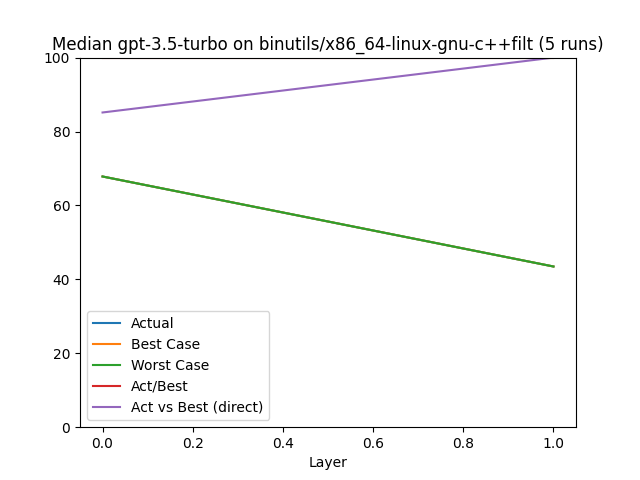 Median gpt-3.5-turbo on binutils/x86_64-linux-gnu-c++filt (5 runs)
100
80
60
40
20
0
Actual
Best Case
Worst Case
Act/Best
Act vs Best (direct)
0.0 0.2 0.4 0.6 0.8 1.0
Layer